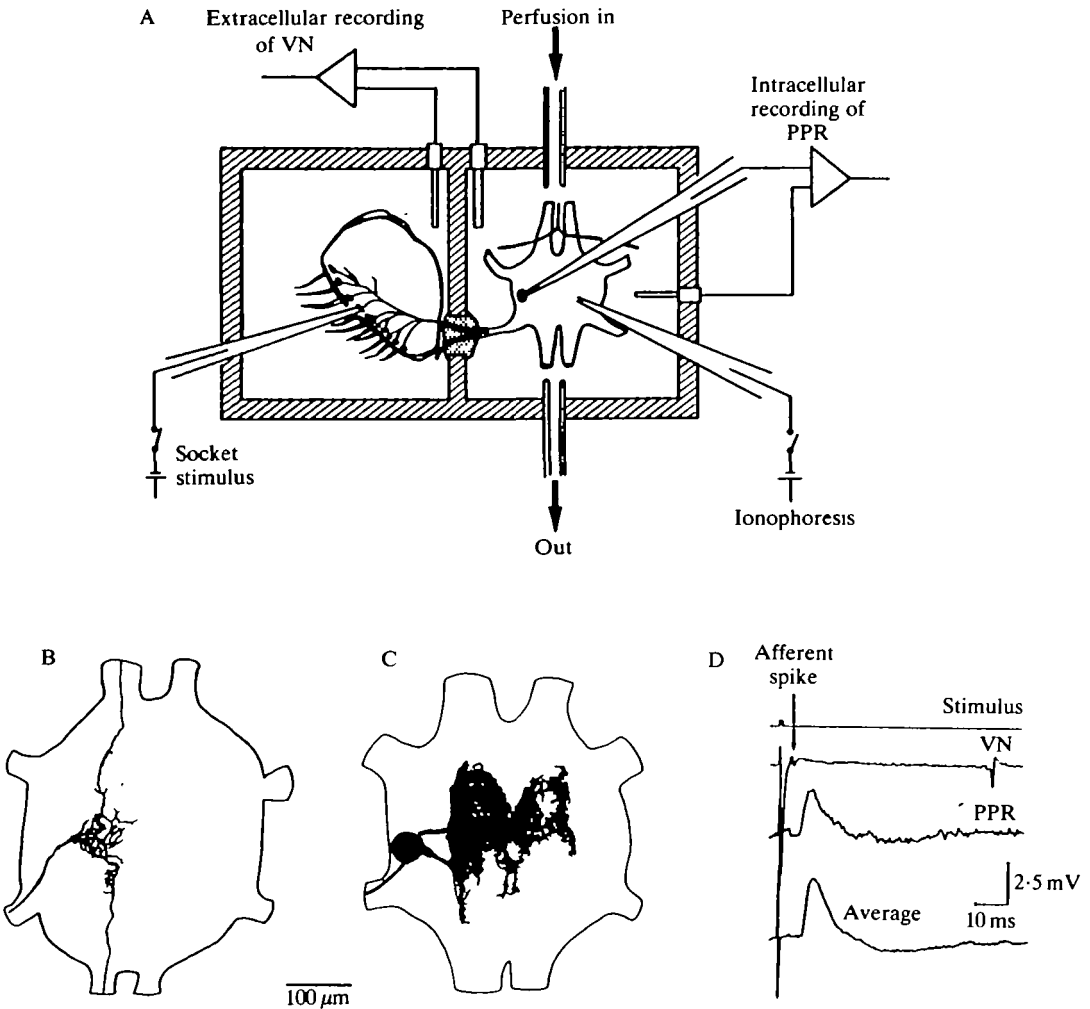 A
Extracellular recording
of VN
Perfusion in
Intracellular
recording of
PPR
Socket
stimulus
Ionophoresis
Out
B
C
D
Afferent
spike
Stimulus
VN
PPR
2·5 mV
10 ms
Average
100 μm